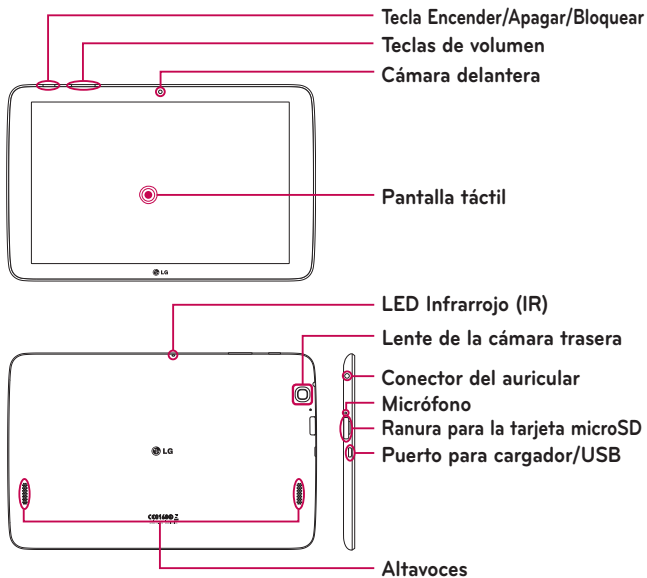 Tecla Encender/Apagar/Bloquear
Teclas de volumen
Cámara delantera
Pantalla táctil
LG
LED Infrarrojo (IR)
Lente de la cámara trasera
Conector del auricular
Micrófono
Ranura para la tarjeta microSD
Puerto para cargador/USB
LG
Altavoces